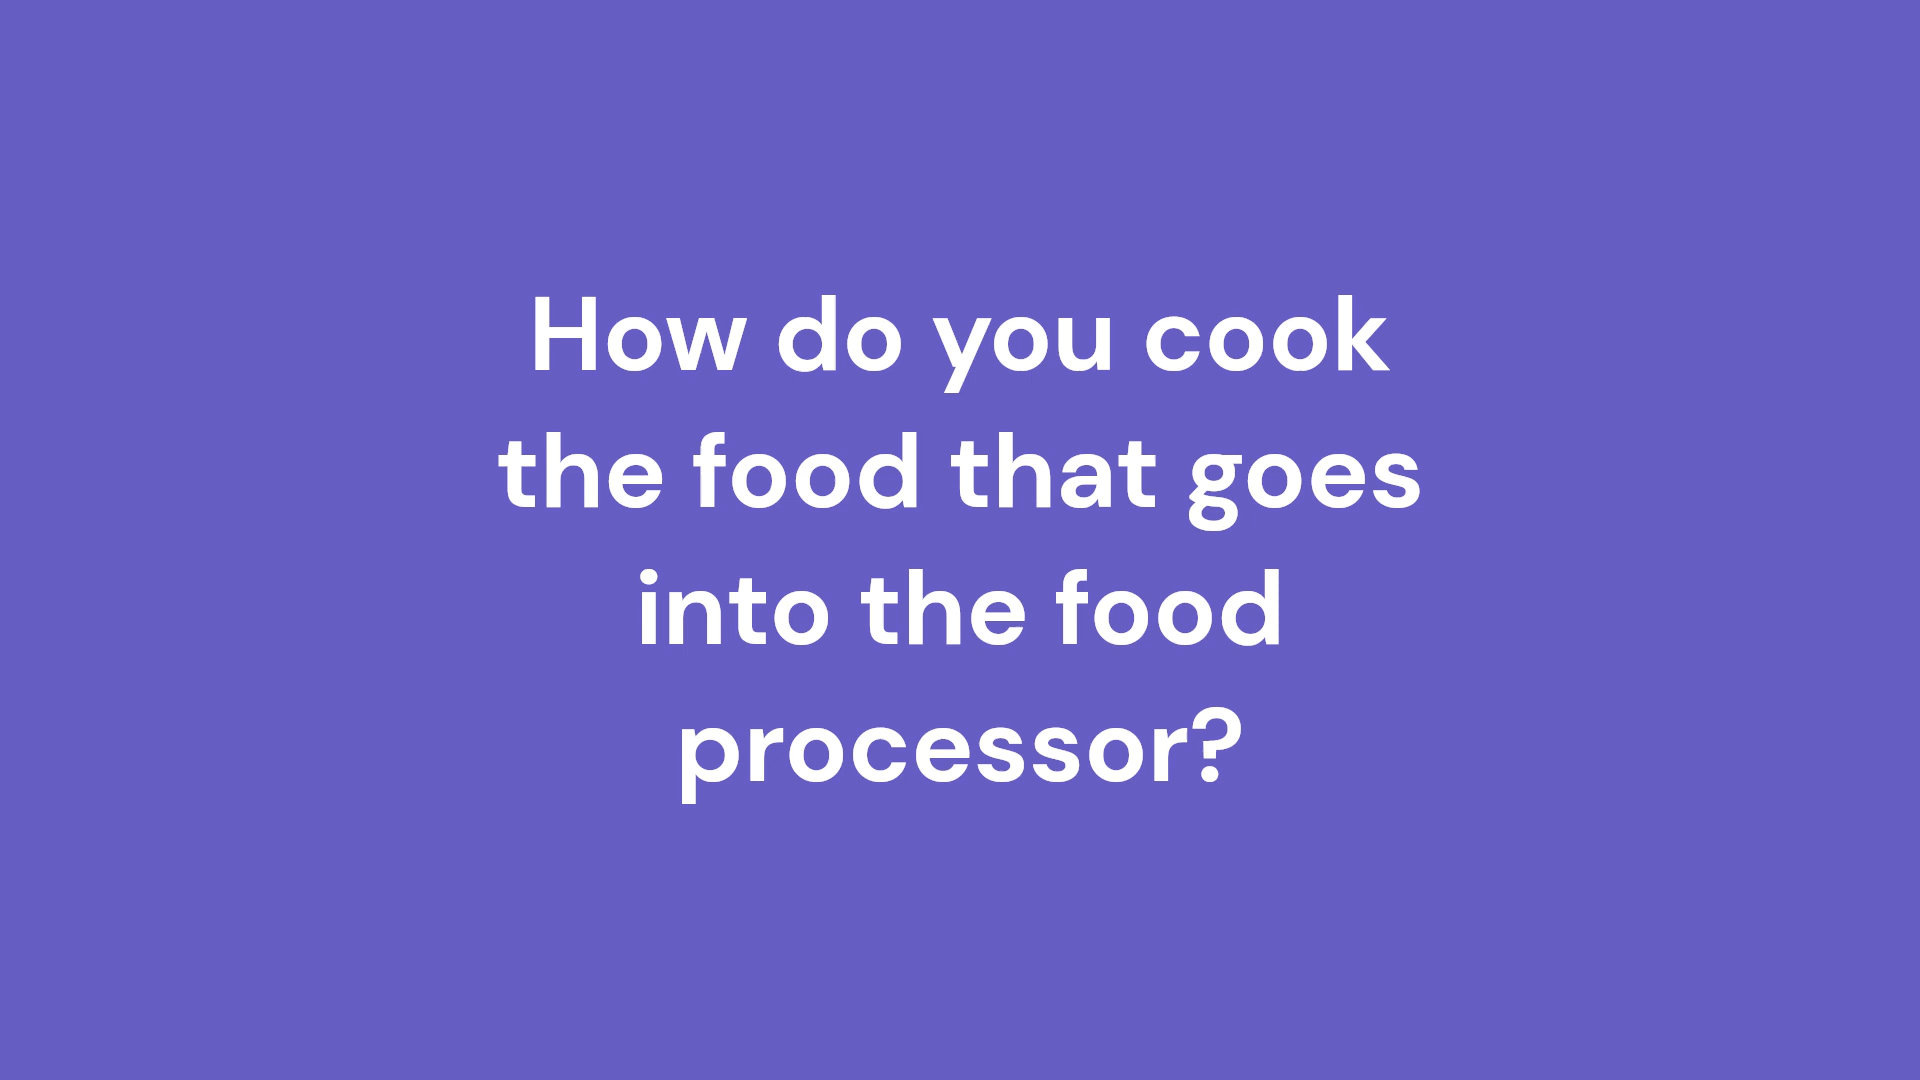 How do you cook
the food that goes
into the food
processor?